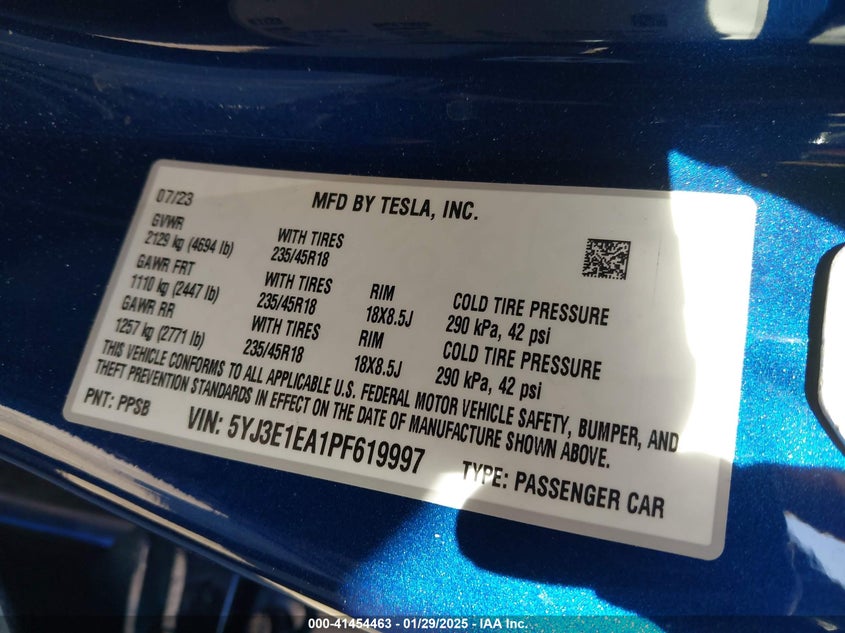 07/23 MFD BY TESLA, INC.
GVWR
2129 kg (4694 lb) WITH TIRES
235/45R18
GAWR FRT
1110 kg (2447 lb) WITH TIRES
235/45R18 RIM
18X8.5J COLD TIRE PRESSURE
290 kPa, 42 psi
GAWR RR
1257 kg (2771 lb) WITH TIRES
235/45R18 RIM
18X8.5J COLD TIRE PRESSURE
290 kPa, 42 psi
THIS VEHICLE CONFORMS TO ALL APPLICABLE U.S. FEDERAL MOTOR VEHICLE SAFETY, BUMPER, AND
THEFT PREVENTION STANDARDS IN EFFECT ON THE DATE OF MANUFACTURE SHOWN ABOVE.
PNT: PPSB VIN: 5YJ3E1EA1PF619997 TYPE: PASSENGER CAR
000-41454463 - 01/29/2025 - IAA Inc.